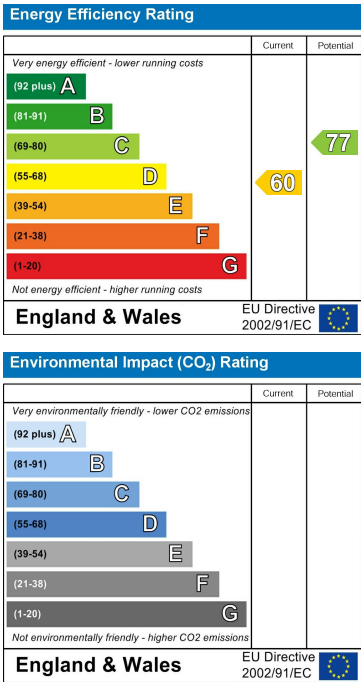 Energy Efficiency Rating
Current Potential
Very energy efficient - lower running costs
(92 plus) A
(81-91) B
(69-80) C
77
(55-68) D
60
(39-54) E
(21-38) F
(1-20) G
Not energy efficient - higher running costs
England & Wales
EU Directive
2002/91/EC
Environmental Impact (CO₂) Rating
Current Potential
Very environmentally friendly - lower CO2 emissions
(92 plus) A
(81-91) B
(69-80) C
(55-68) D
(39-54) E
(21-38) F
(1-20) G
Not environmentally friendly - higher CO2 emissions
England & Wales
EU Directive
2002/91/EC